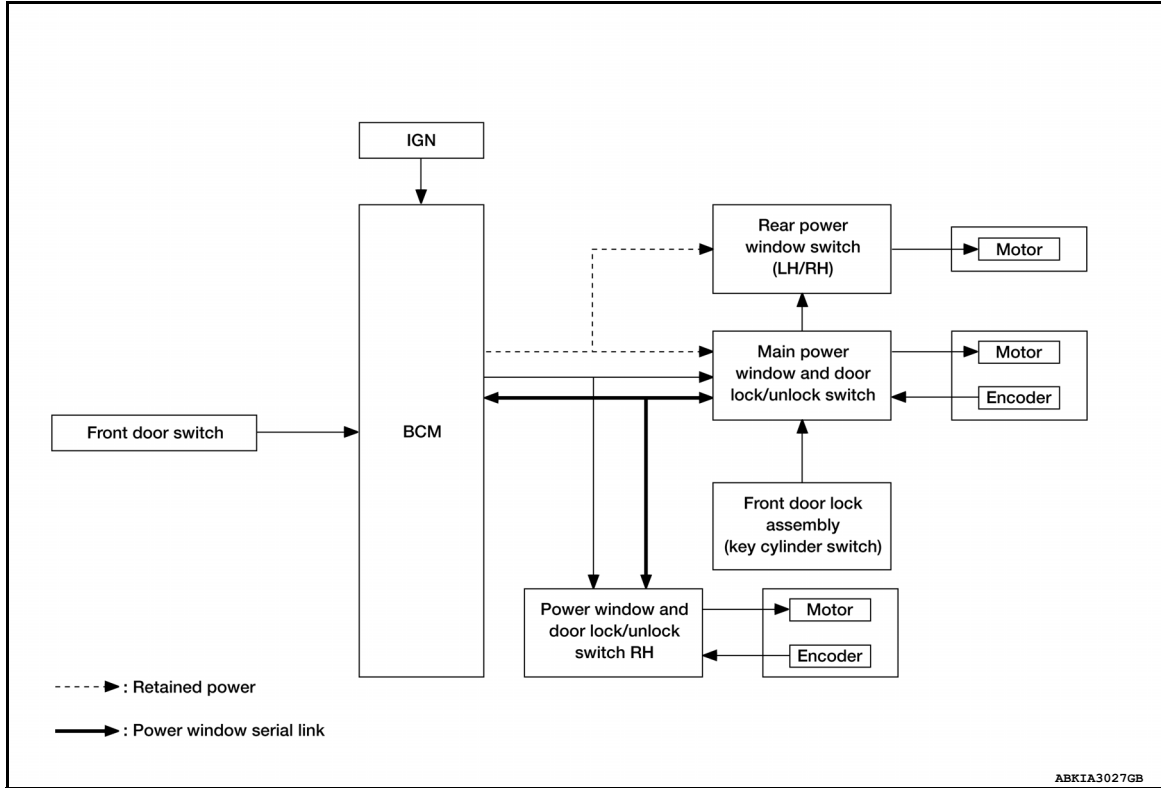 IGN
BCM
Front door switch
Rear power
window switch
(LH/RH)
Motor
Main power
window and door
lock/unlock switch
Motor
Encoder
Front door lock
assembly
(key cylinder switch)
Power window and
door lock/unlock
switch RH
Motor
Encoder
: Retained power
: Power window serial link
ABKIA3027GB